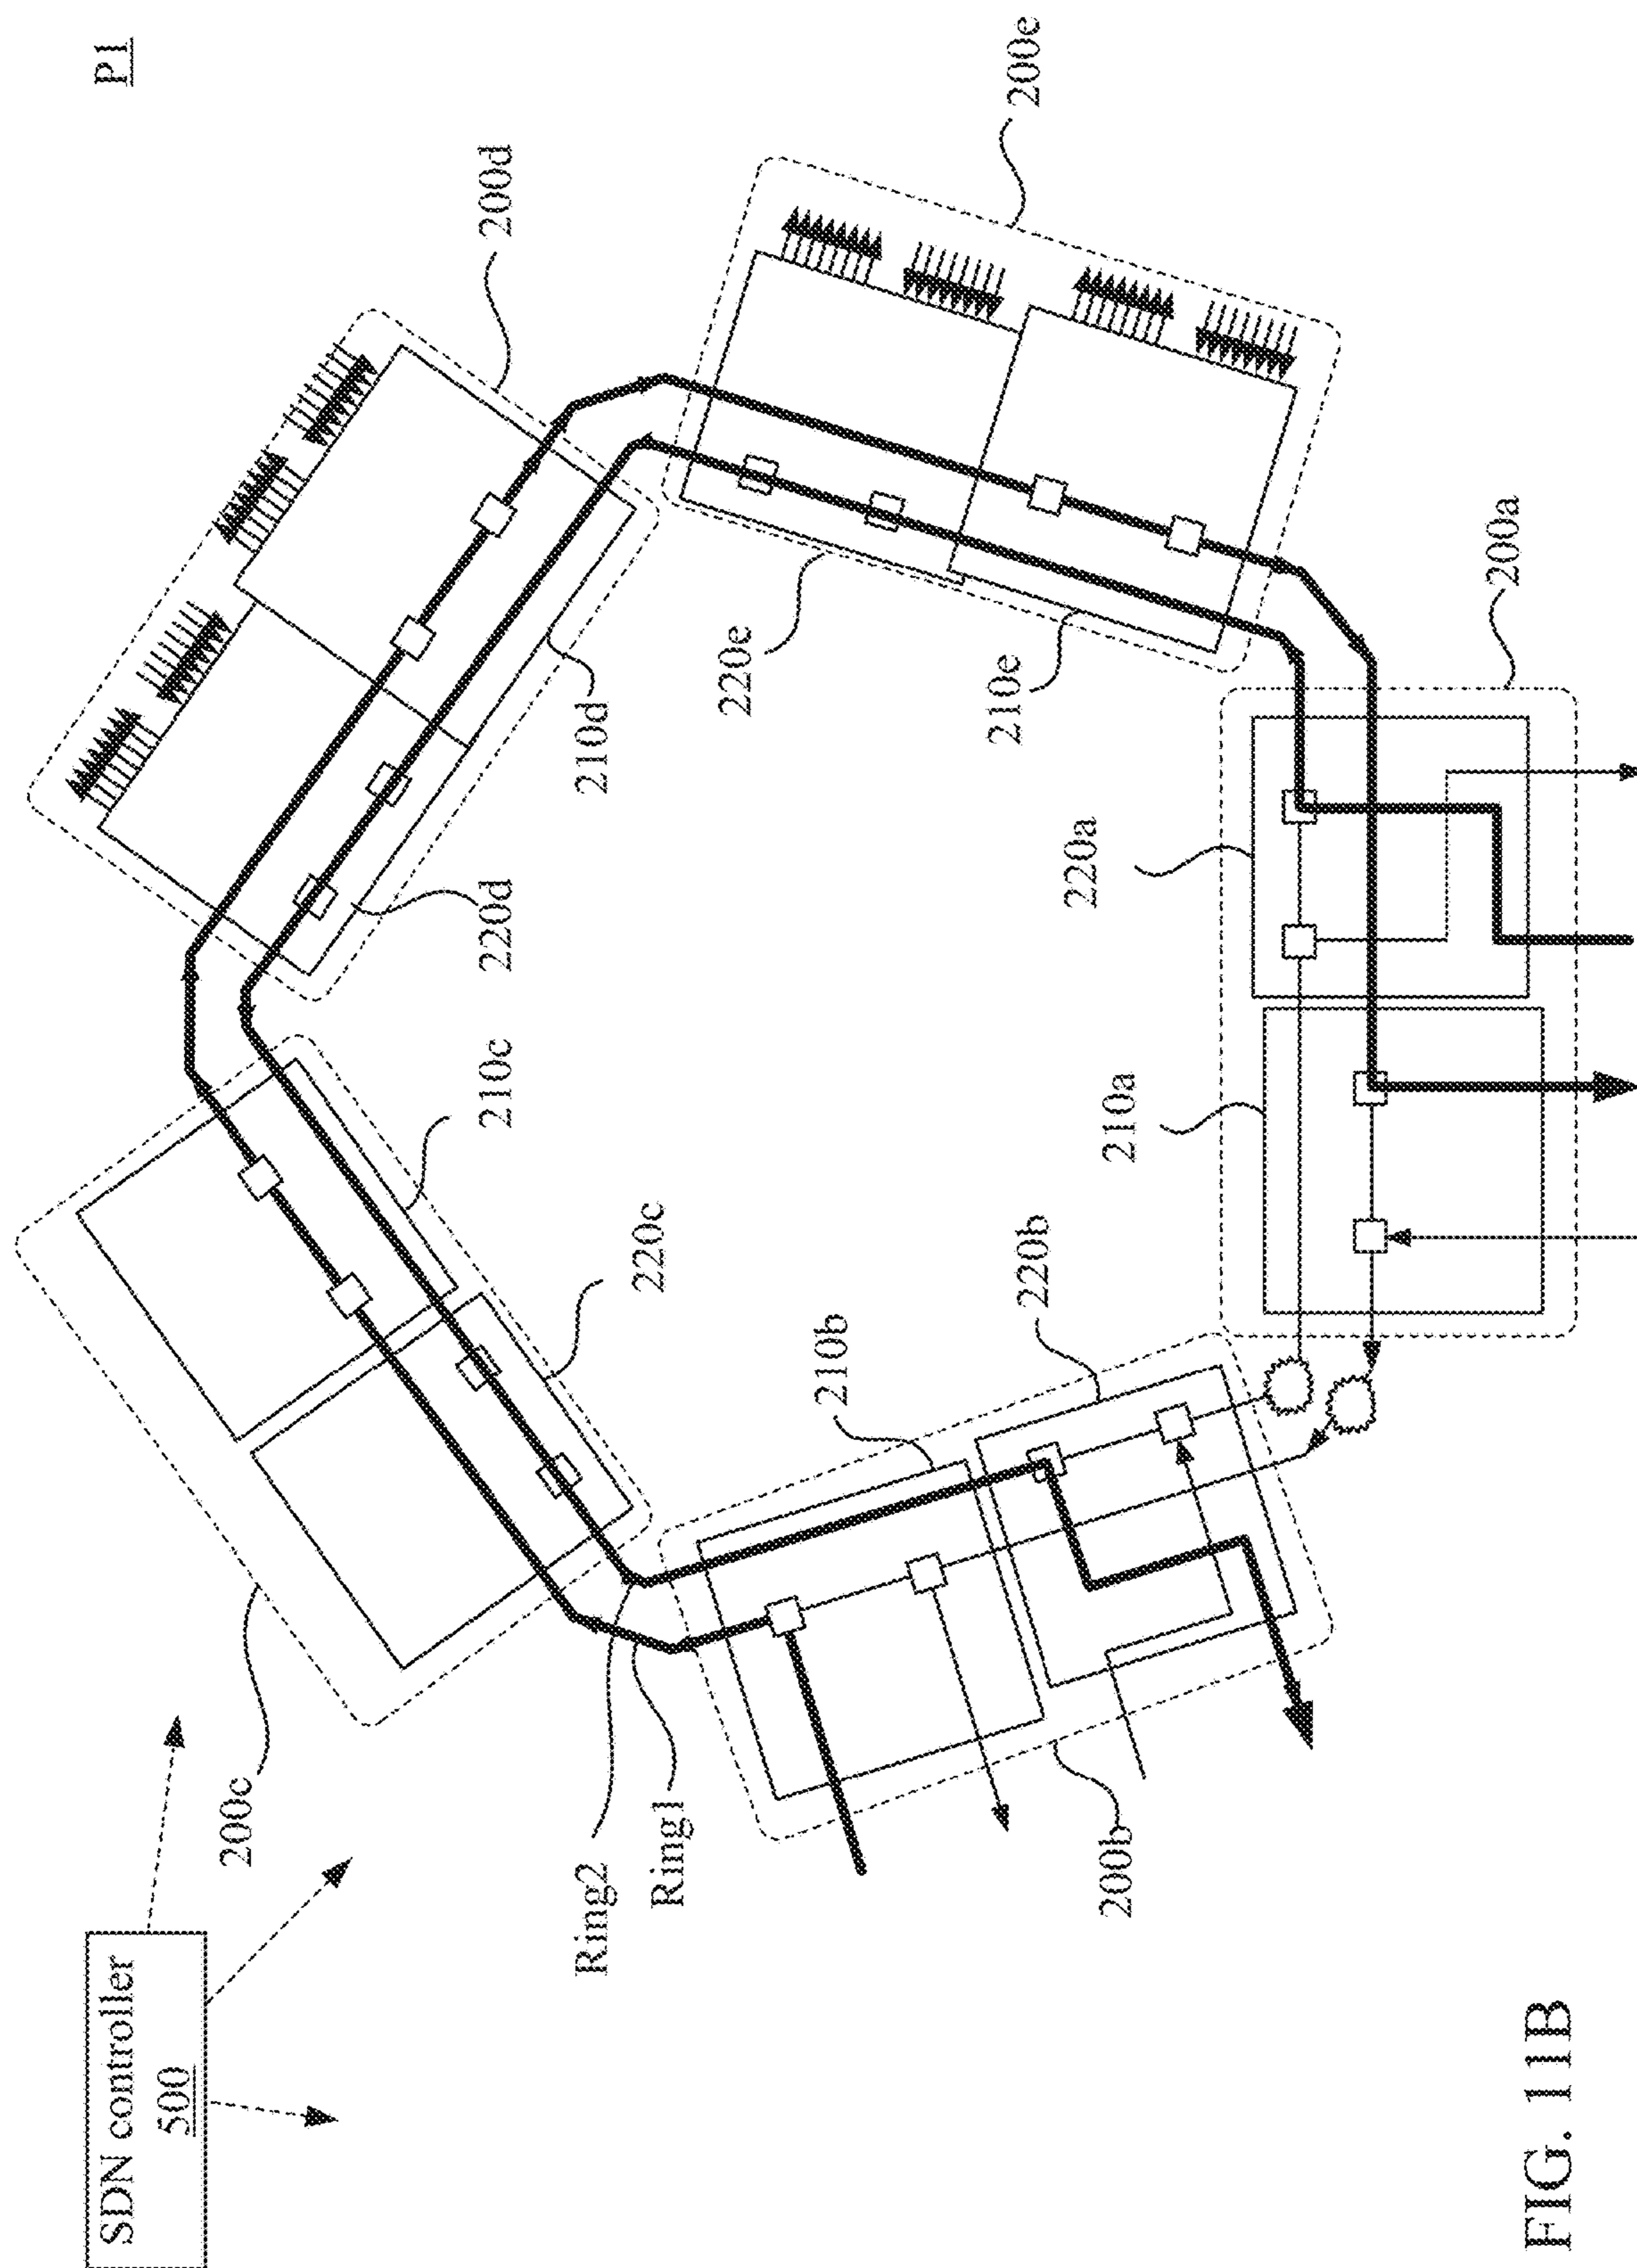 P1
SDN controller
500
200c
200d
200e
210c
220d
210d
220c
220e
210e
Ring2
Ring1
210b
220b
210a
220a
200a
200b
FIG. 11B